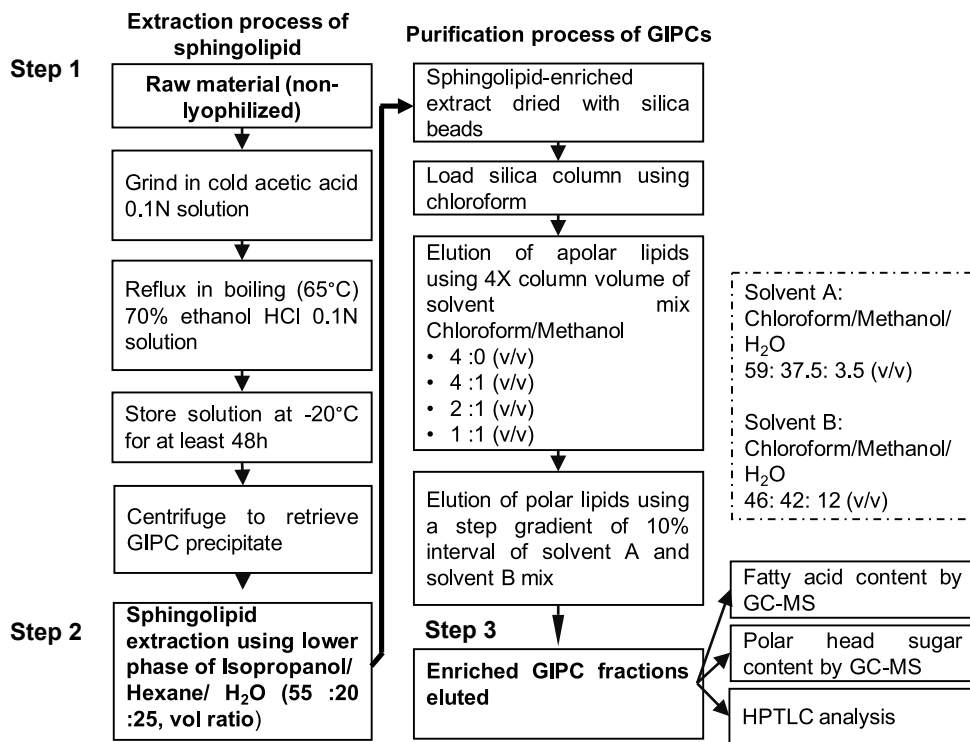 Extraction process of
sphingolipid
Step 1
Raw material (non-
lyophilized)
Grind in cold acetic acid
0.1N solution
Reflux in boiling (65°C)
70% ethanol HCl 0.1N
solution
Store solution at -20°C
for at least 48h
Centrifuge to retrieve
GIPC precipitate
Step 2
Sphingolipid
extraction using lower
phase of Isopropanol/
Hexane/ H₂O (55 :20
:25, vol ratio)
Purification process of GIPCs
Sphingolipid-enriched
extract dried with silica
beads
Load silica column using
chloroform
Elution of apolar lipids
using 4X column volume of
solvent mix
Chloroform/Methanol
• 4 :0 (v/v)
• 4 :1 (v/v)
• 2 :1 (v/v)
• 1 :1 (v/v)
Elution of polar lipids using
a step gradient of 10%
interval of solvent A and
solvent B mix
Step 3
Enriched GIPC fractions
eluted
Solvent A:
Chloroform/Methanol/
H₂O
59: 37.5: 3.5 (v/v)
Solvent B:
Chloroform/Methanol/
H₂O
46: 42: 12 (v/v)
Fatty acid content by
GC-MS
Polar head sugar
content by GC-MS
HPTLC analysis